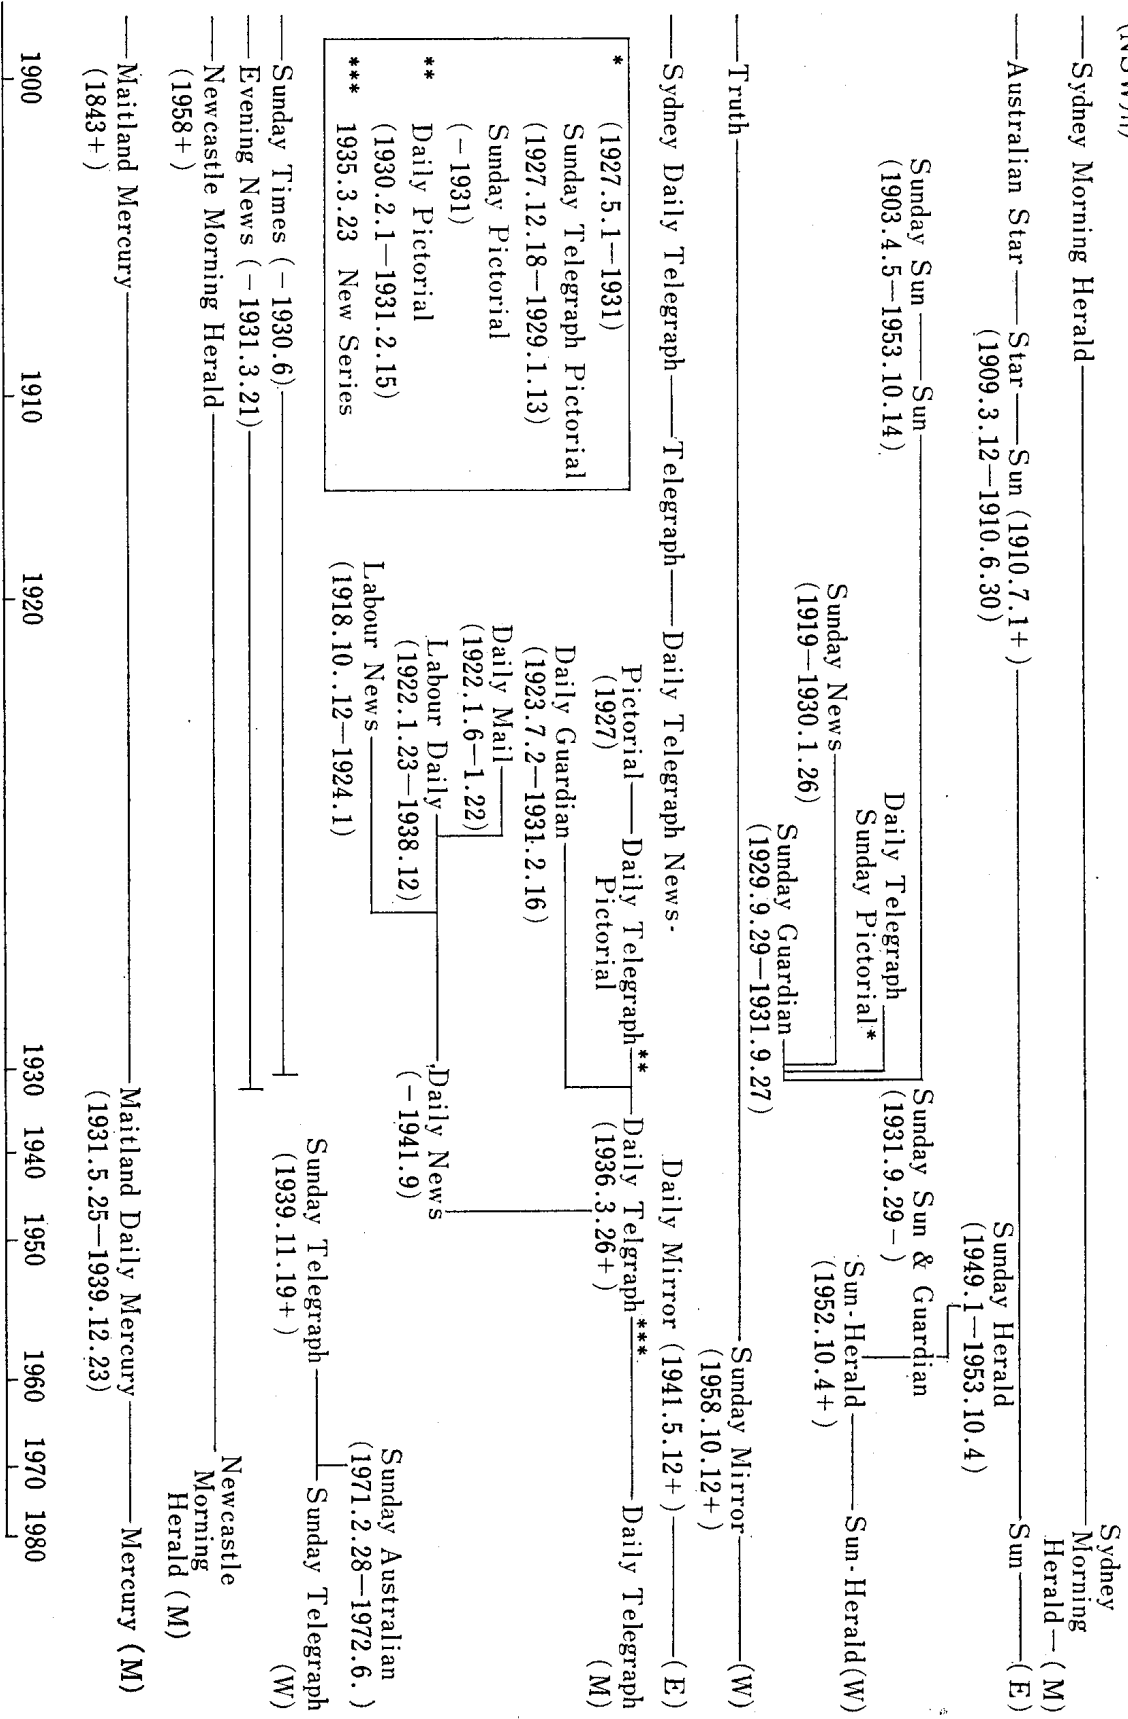 (NSW)n)
Sydney Morning Herald
Sydney
Morning
Herald — (M)
Australian Star — Star — Sun (1910.7.1+)
(1909.3.12—1910.6.30)
Sun — (E)
Sunday Herald
(1949.1—1953.10.4)
Sunday Sun — Sun
(1903.4.5—1953.10.14)
Sunday Sun & Guardian
(1931.9.29–)
Daily Telegraph
Sunday Pictorial*
Sun-Herald — Sun-Herald (W)
(1952.10.4+)
Sunday News
(1919—1930.1.26)
Sunday Guardian
(1929.9.29—1931.9.27)
Truth — Sunday Mirror — (W)
(1958.10.12+)
Daily Mirror (1941.5.12+) — (E)
Sydney Daily Telegraph — Telegraph — Daily Telegraph News-
Pictorial — Daily Telegraph** — Daily Telgraph*** — Daily Telegraph
(1927)
Pictorial
(1936.3.26+)
(M)
Daily Guardian
(1923.7.2—1931.2.16)
Daily Mail
(1922.1.6—1.22)
Labour Daily
(1922.1.23—1938.12)
Daily News
(–1941.9)
Labour News
(1918.10..12—1924.1)
* (1927.5.1—1931)
Sunday Telegraph Pictorial
(1927.12.18—1929.1.13)
Sunday Pictorial
(–1931)
** Daily Pictorial
(1930.2.1—1931.2.15)
*** 1935.3.23 New Series
Sunday Australian
(1971.2.28—1972.6. )
Sunday Telegraph — Sunday Telegraph
(1939.11.19+)
(W)
Sunday Times (–1930.6)
Evening News (–1931.3.21)
Newcastle Morning Herald
(1958+)
Newcastle
Morning
Herald (M)
Maitland Mercury — Maitland Daily Mercury — Mercury (M)
(1843+)
(1931.5.25—1939.12.23)
1900 1910 1920 1930 1940 1950 1960 1970 1980